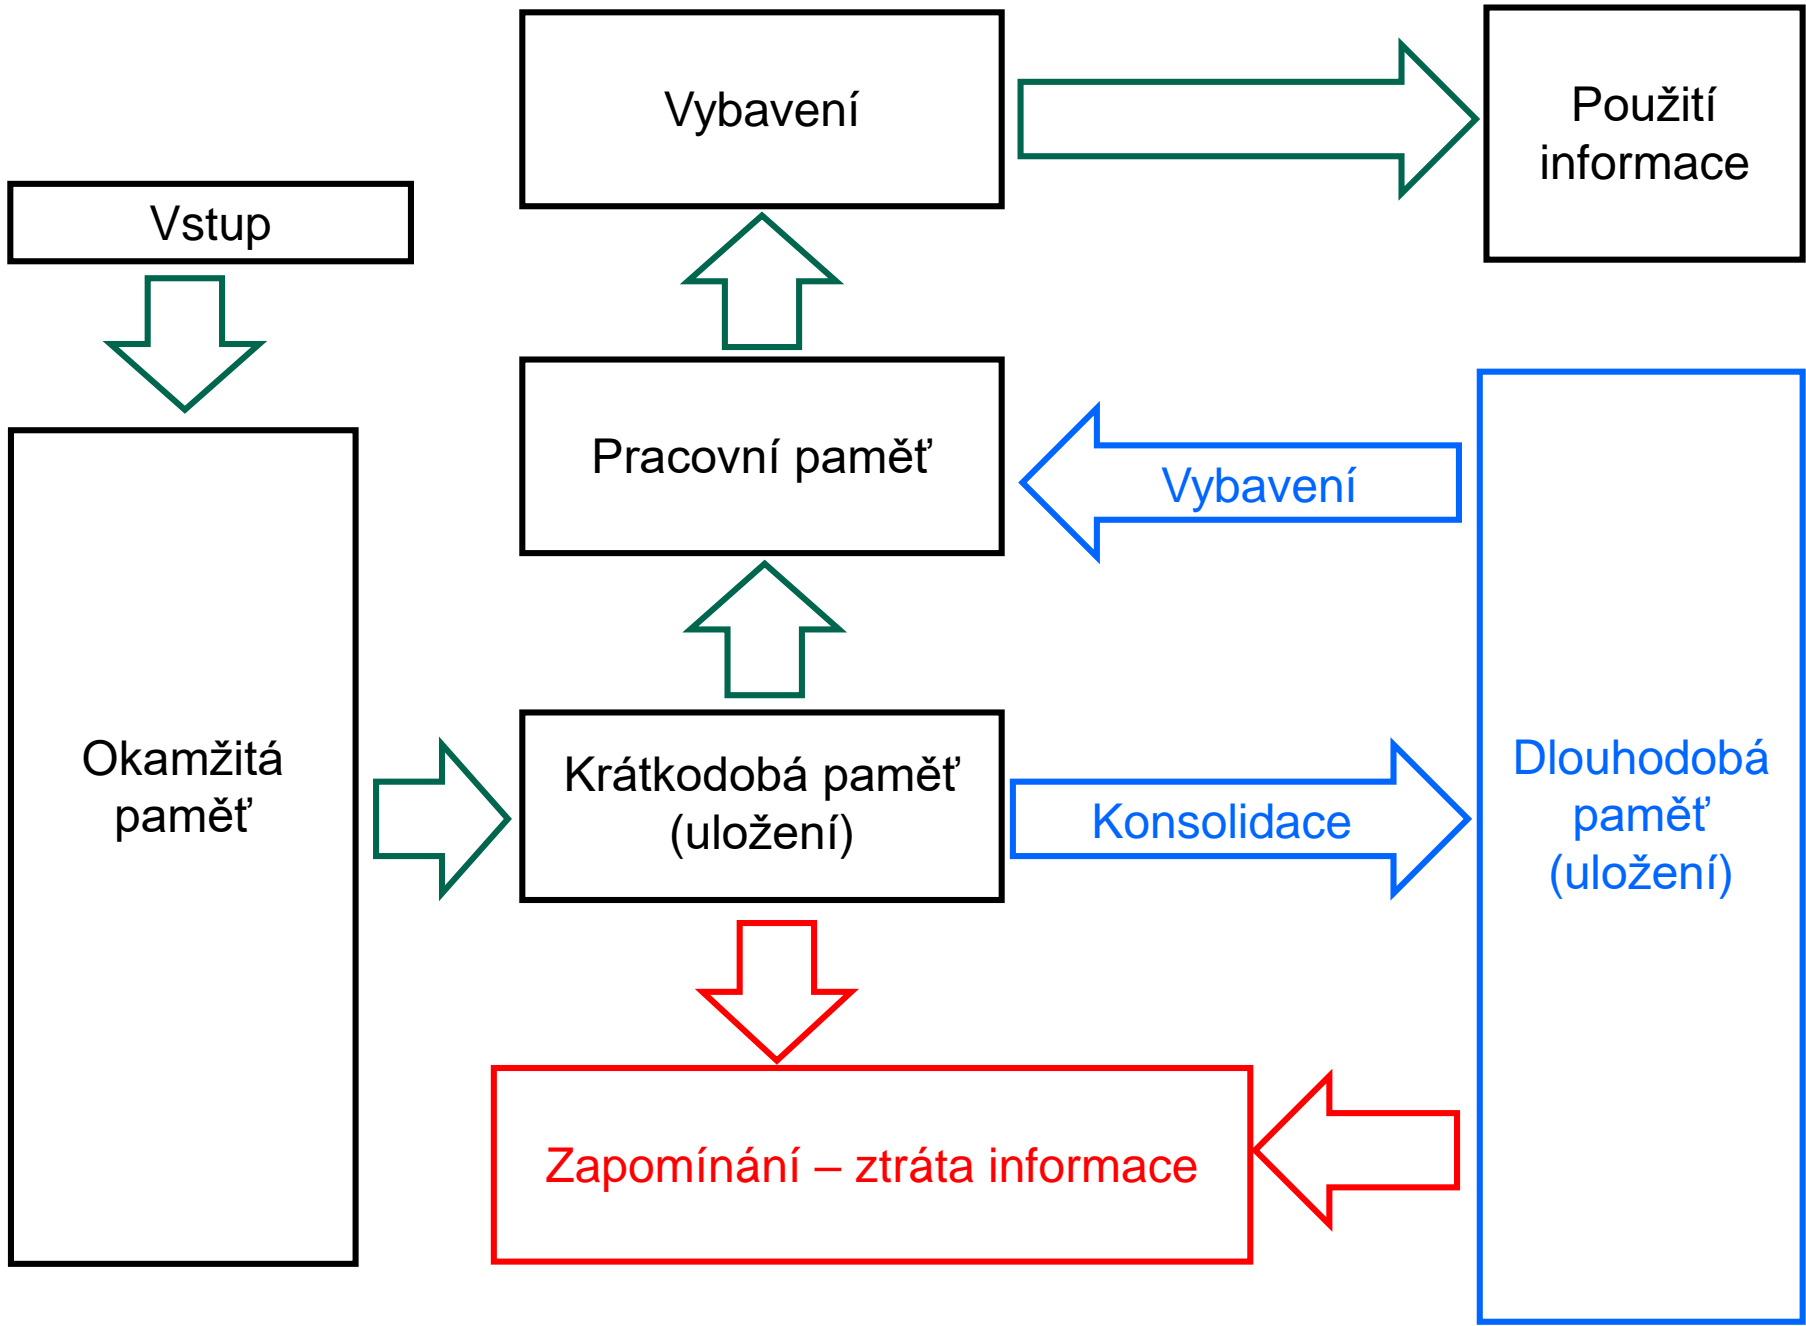 Vybavení
Použití
informace
Vstup
Pracovní paměť
Vybavení
Okamžitá
paměť
Krátkodobá paměť
(uložení)
Konsolidace
Dlouhodobá
paměť
(uložení)
Zapomínání – ztráta informace